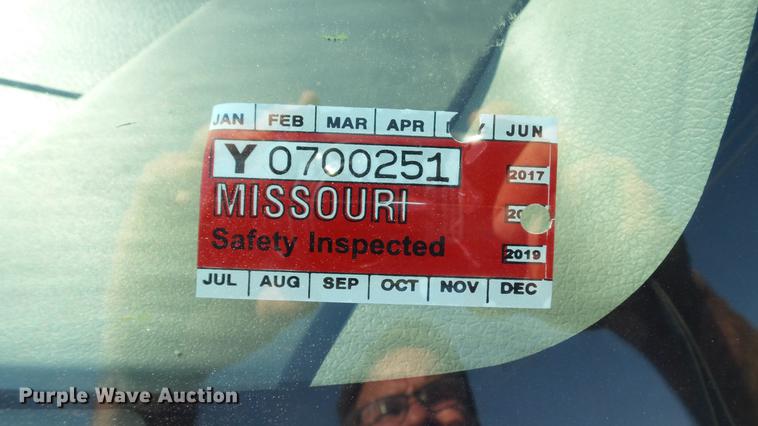 JAN FEB MAR APR JUN
Y 0700251
2017
MISSOURI
Safety Inspected
2019
JUL AUG SEP OCT NOV DEC
Purple Wave Auction